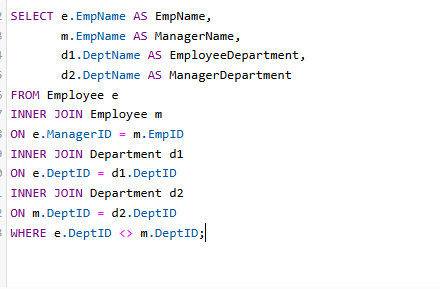 SELECT e.EmpName AS EmpName,
m.EmpName AS ManagerName,
d1.DeptName AS EmployeeDepartment,
d2.DeptName AS ManagerDepartment
FROM Employee e
INNER JOIN Employee m
ON e.ManagerID = m.EmpID
INNER JOIN Department d1
ON e.DeptID = d1.DeptID
INNER JOIN Department d2
ON m.DeptID = d2.DeptID
WHERE e.DeptID <> m.DeptID;